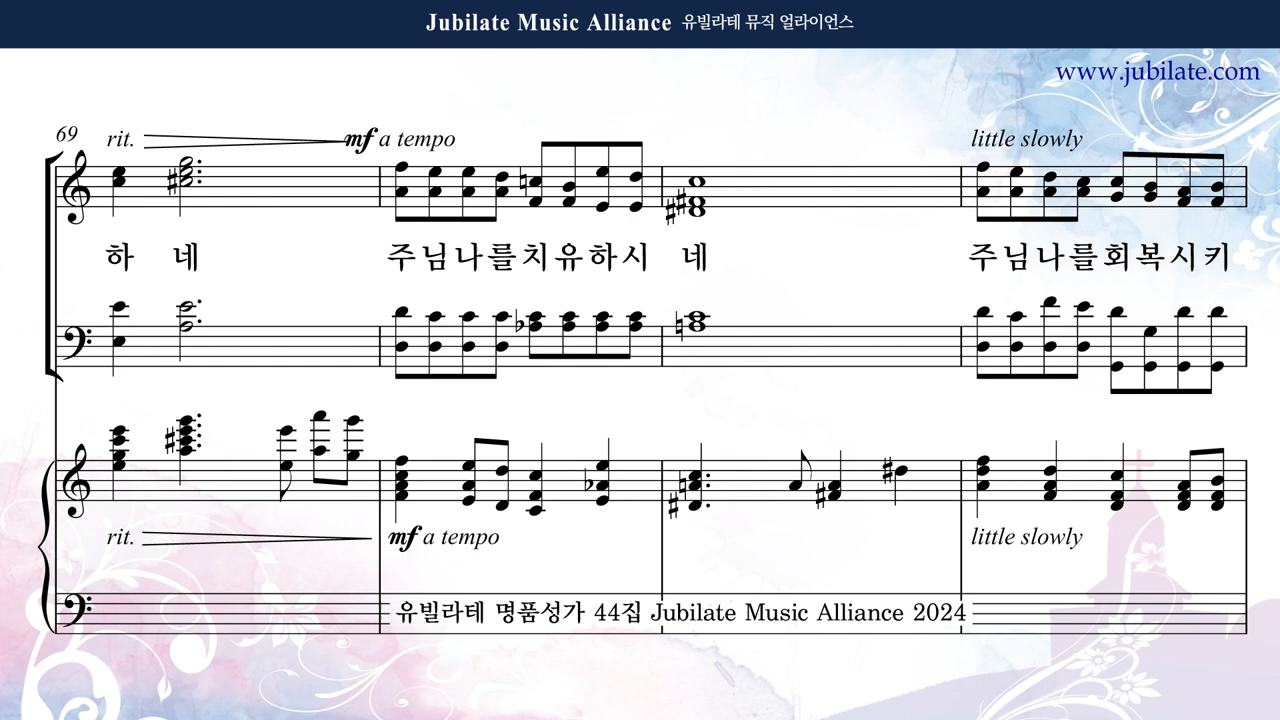 Jubilate Music Alliance 유빌라테 뮤직 얼라이언스
www.jubilate.com
69 rit. mf a tempo little slowly
하 네 주 님 나 를 치 유 하 시 네 주 님 나 를 회 복 시 키
rit. mf a tempo little slowly
유빌라테 명품성가 44집 Jubilate Music Alliance 2024